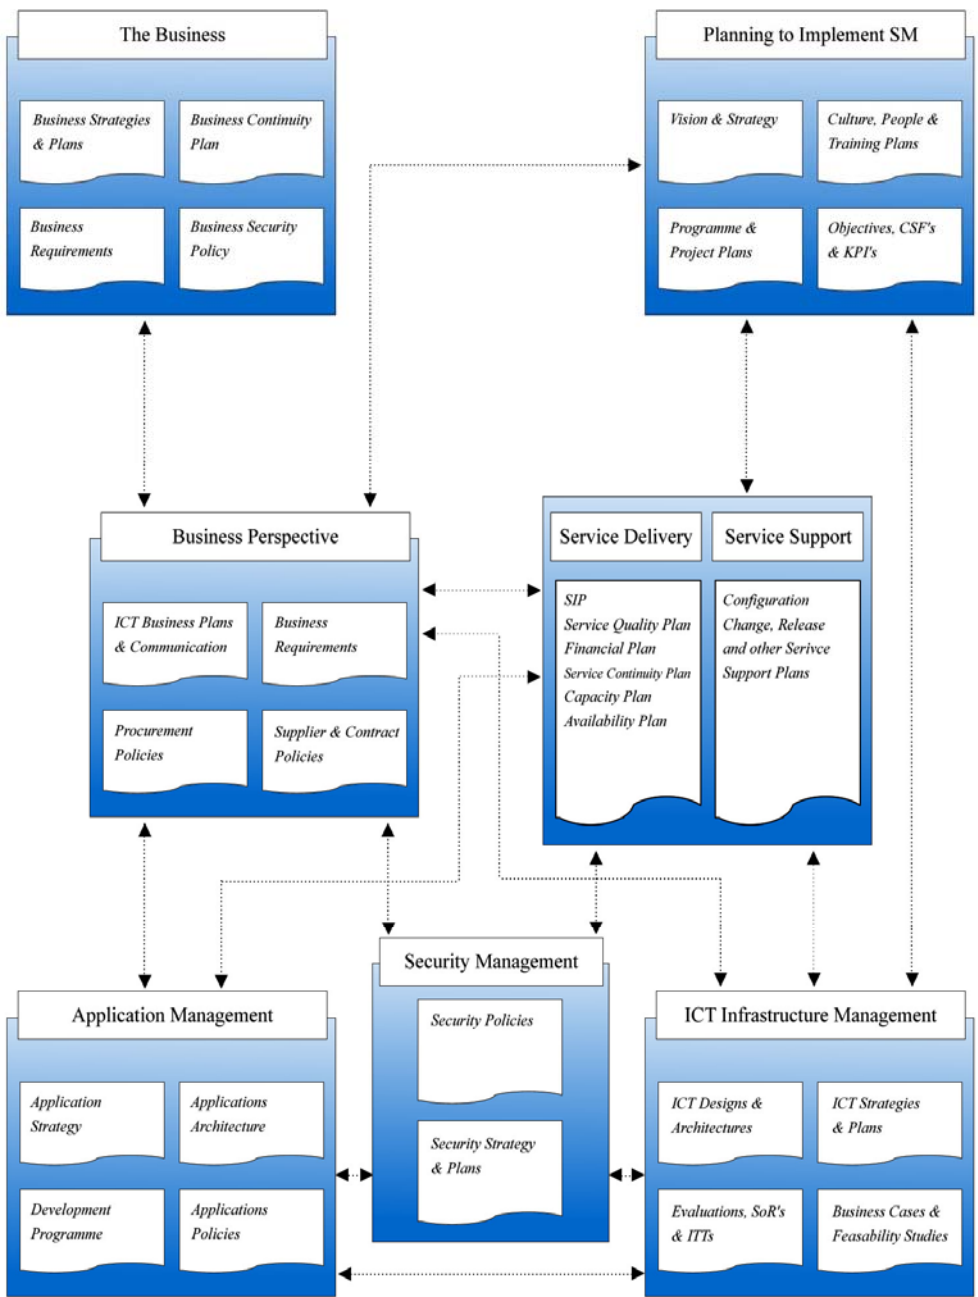 The Business
Business Strategies
& Plans
Business Continuity
Plan
Business
Requirements
Business Security
Policy
Planning to Implement SM
Vision & Strategy
Culture, People &
Training Plans
Programme &
Project Plans
Objectives, CSF's
& KPI's
Business Perspective
ICT Business Plans
& Communication
Business
Requirements
Procurement
Policies
Supplier & Contract
Policies
Service Delivery
SIP
Service Quality Plan
Financial Plan
Service Continuity Plan
Capacity Plan
Availability Plan
Service Support
Configuration
Change, Release
and other Serivce
Support Plans
Application Management
Application
Strategy
Applications
Architecture
Development
Programme
Applications
Policies
Security Management
Security Policies
Security Strategy
& Plans
ICT Infrastructure Management
ICT Designs &
Architectures
ICT Strategies
& Plans
Evaluations, SoR's
& ITTs
Business Cases &
Feasability Studies